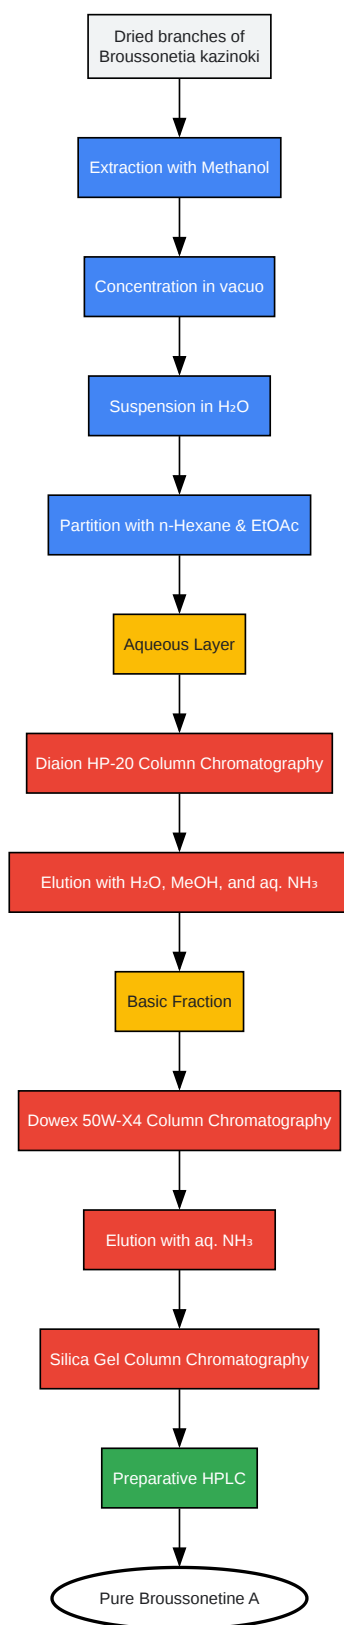 Dried branches of
Broussonetia kazinoki
Extraction with Methanol
Concentration in vacuo
Suspension in H₂O
Partition with n-Hexane & EtOAc
Aqueous Layer
Diaion HP-20 Column Chromatography
Elution with H₂O, MeOH, and aq. NH₃
Basic Fraction
Dowex 50W-X4 Column Chromatography
Elution with aq. NH₃
Silica Gel Column Chromatography
Preparative HPLC
Pure Broussonetine A